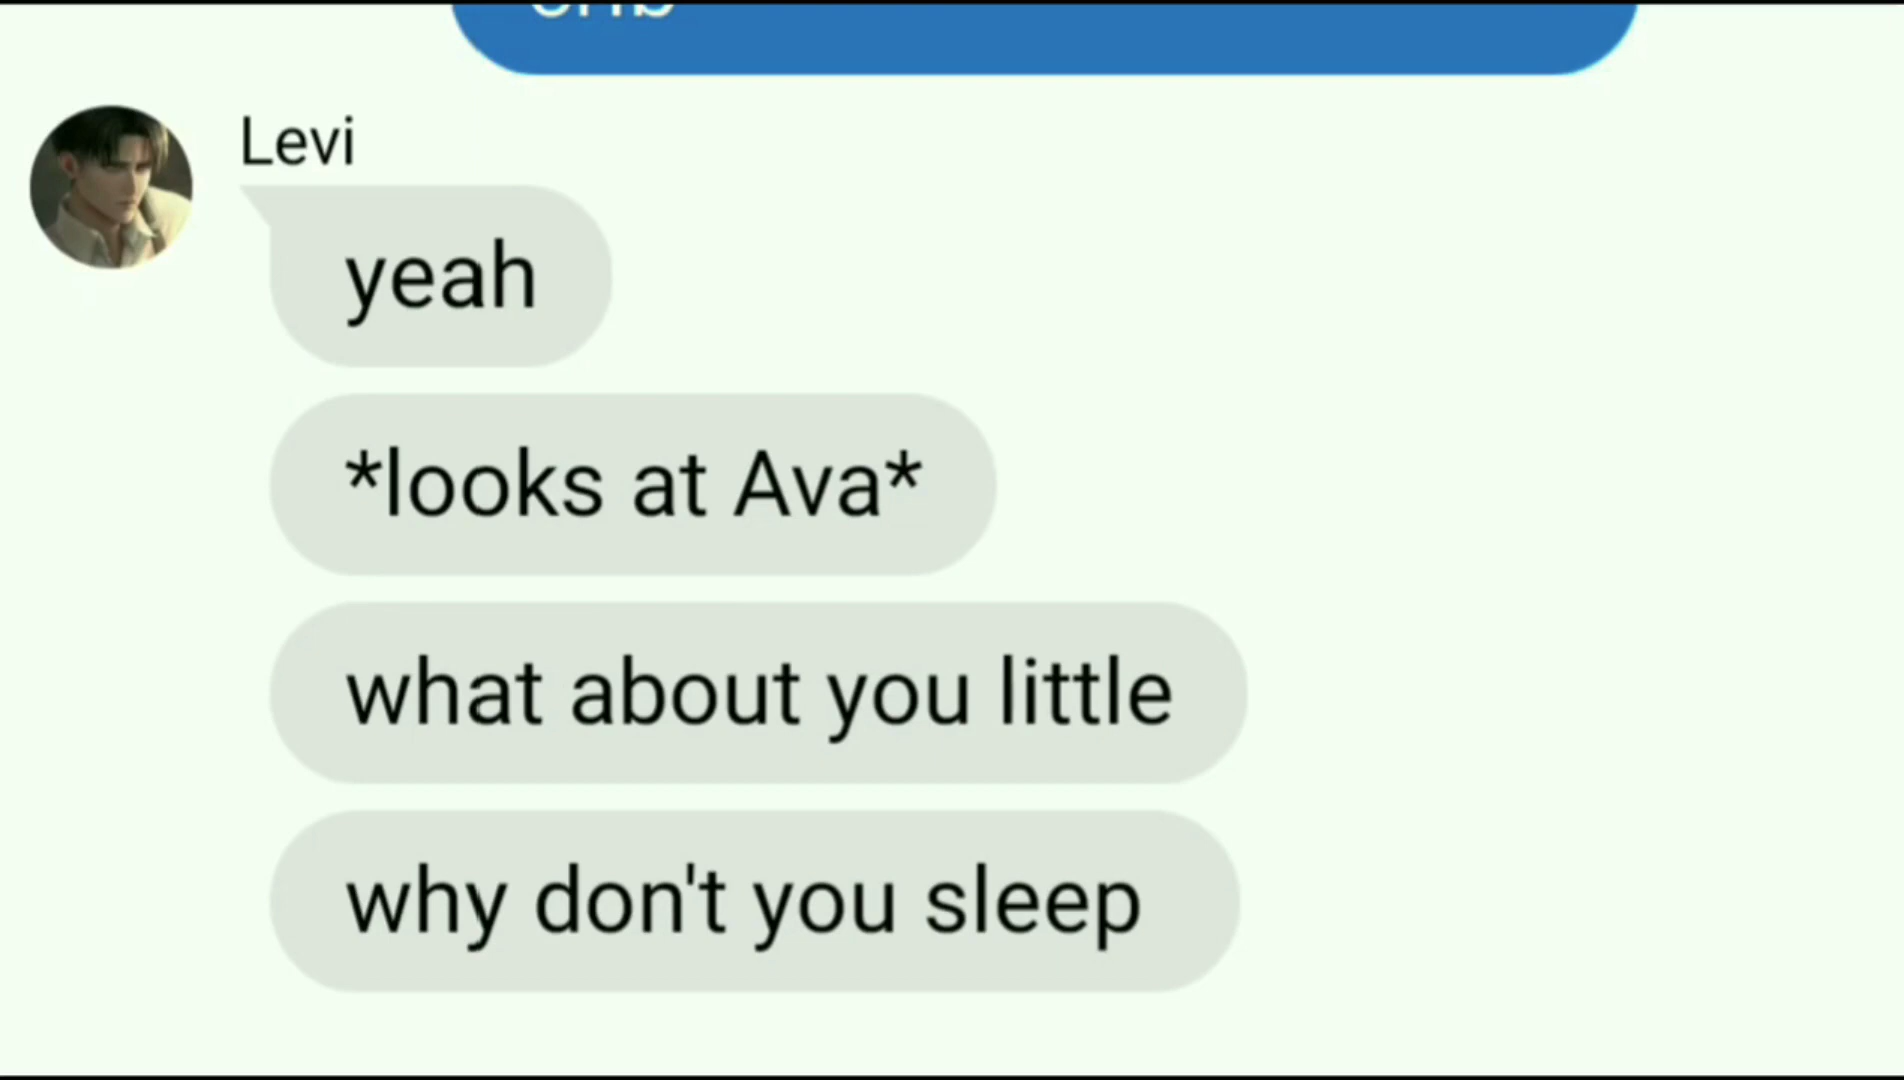 Levi
yeah
*looks at Ava*
what about you little
why don't you sleep